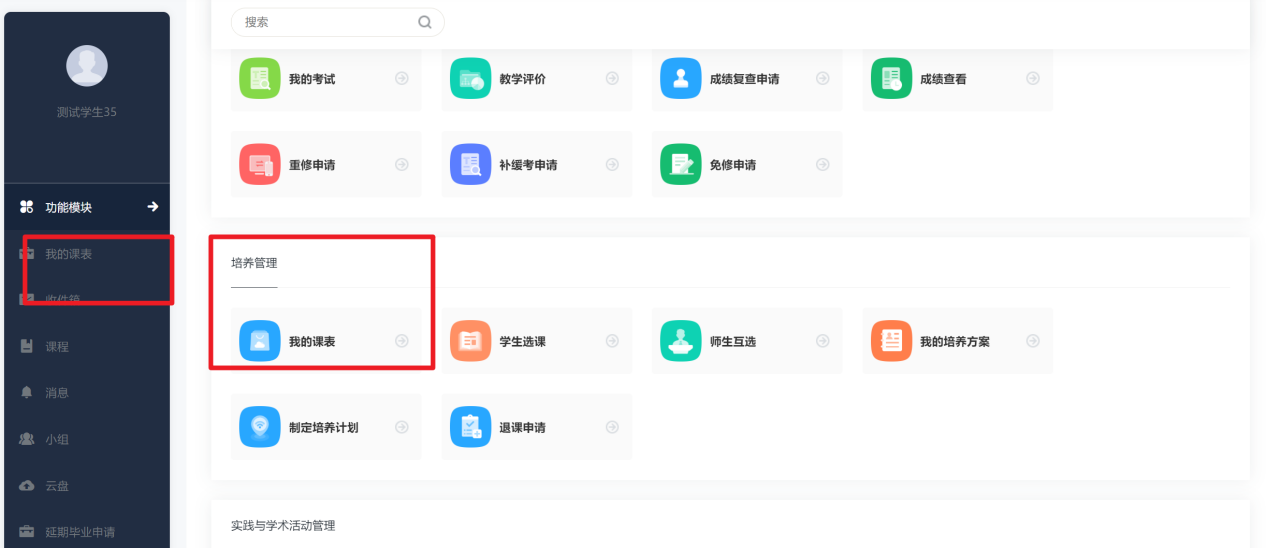 搜索
测试学生35
功能模块
我的课表
收件箱
课程
消息
小组
云盘
延期毕业申请
我的考试
教学评价
成绩复查申请
成绩查看
重修申请
补缓考申请
免修申请
培养管理
我的课表
学生选课
师生互选
我的培养方案
制定培养计划
退课申请
实践与学术活动管理